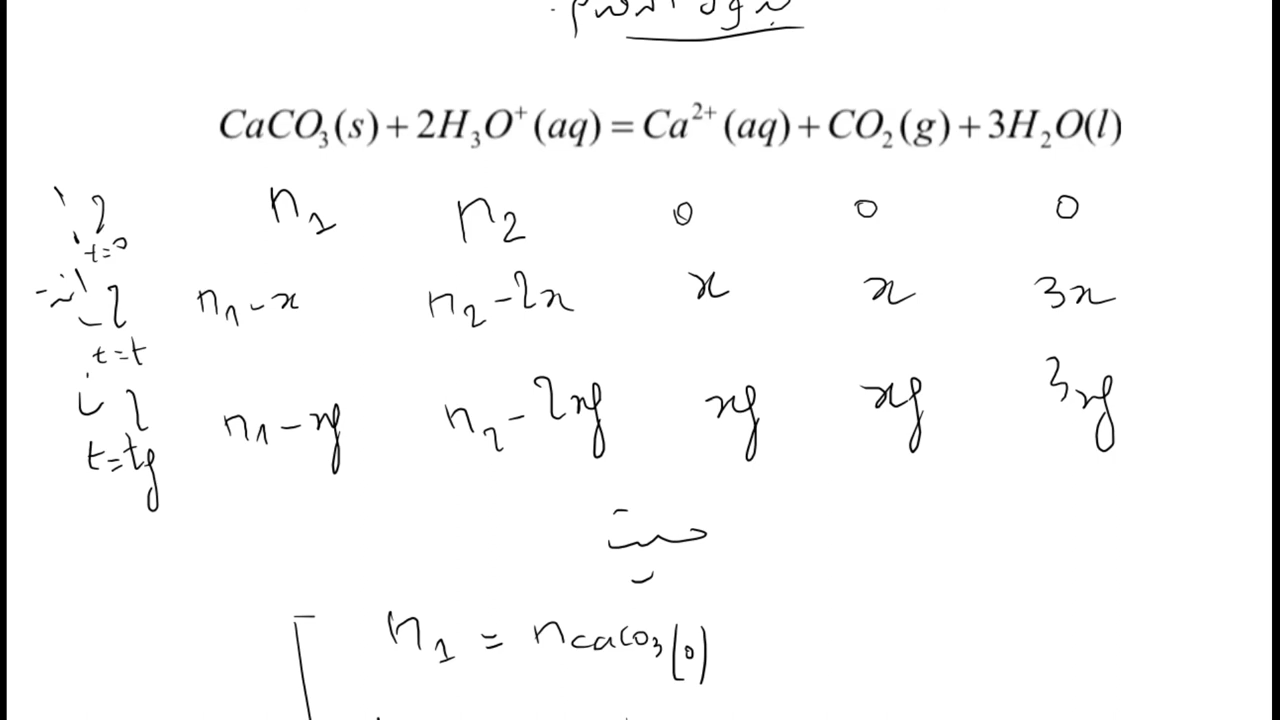 CaCO₃(s) + 2H₃O⁺(aq) = Ca²⁺(aq) + CO₂(g) + 3H₂O(l)
t=0 n₁ n₂ 0 0 0
t=t n₁-x n₂-2x x x 3x
t=tf n₁-xf n₂-2xf xf xf 3xf
حيث
n₁ = nCaCO₃(0)